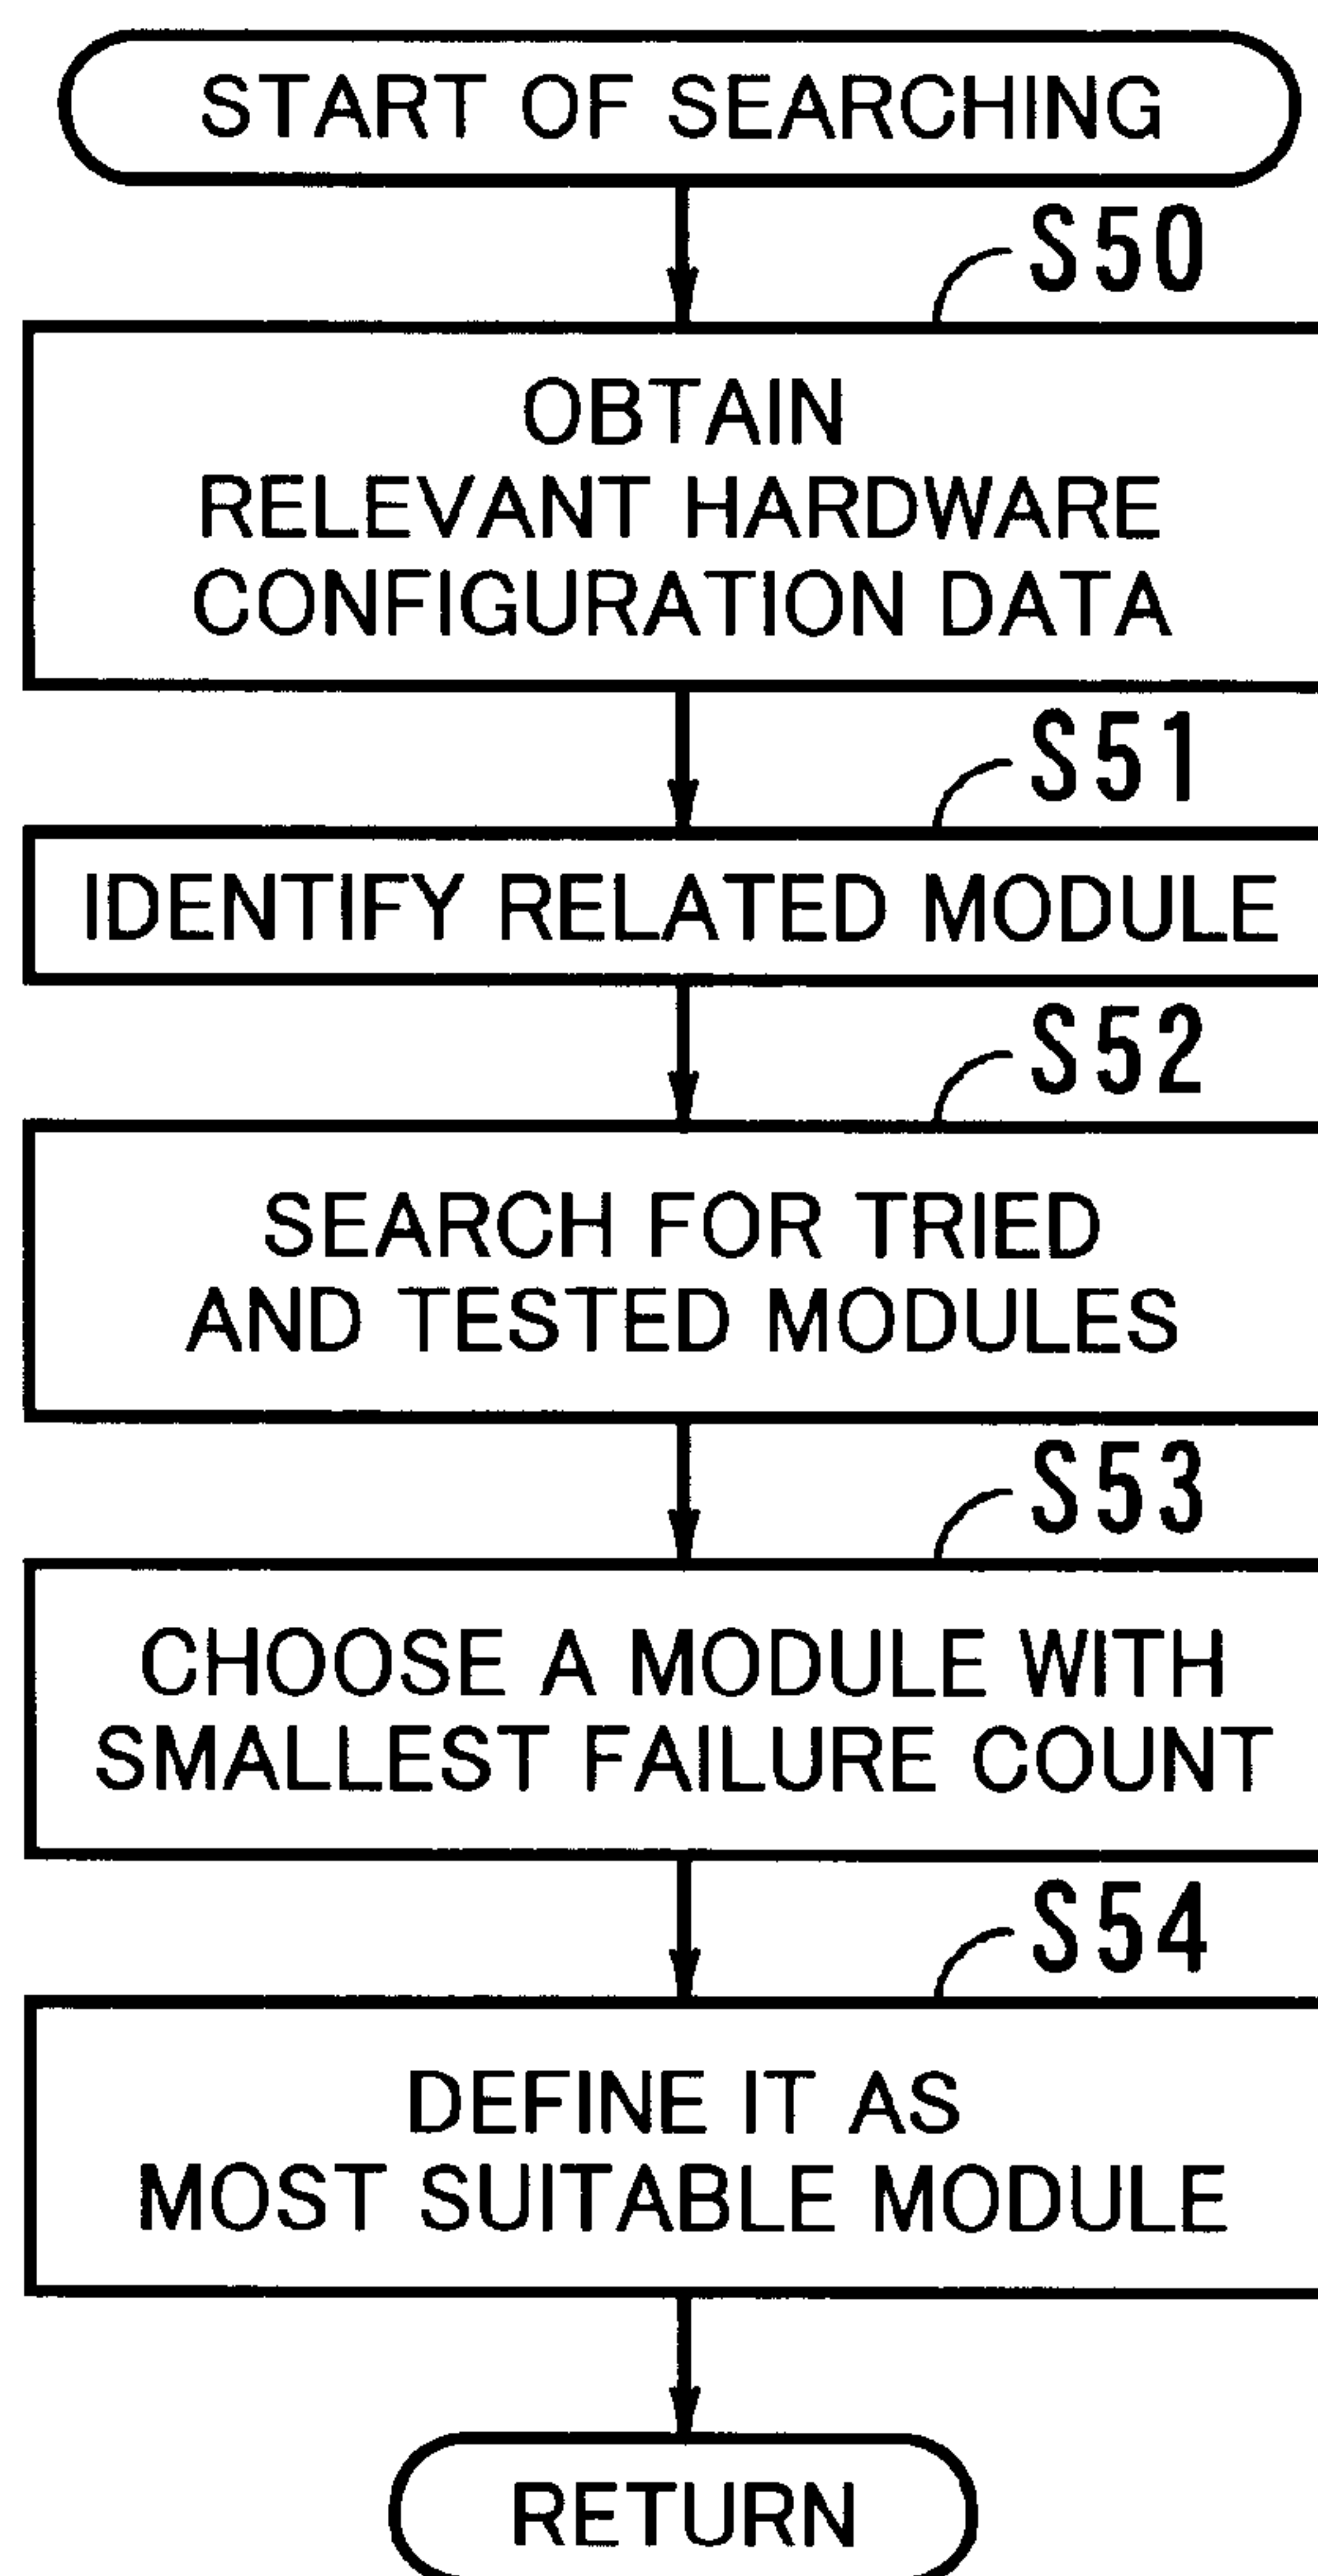 START OF SEARCHING
S50
OBTAIN
RELEVANT HARDWARE
CONFIGURATION DATA
S51
IDENTIFY RELATED MODULE
S52
SEARCH FOR TRIED
AND TESTED MODULES
S53
CHOOSE A MODULE WITH
SMALLEST FAILURE COUNT
S54
DEFINE IT AS
MOST SUITABLE MODULE
RETURN